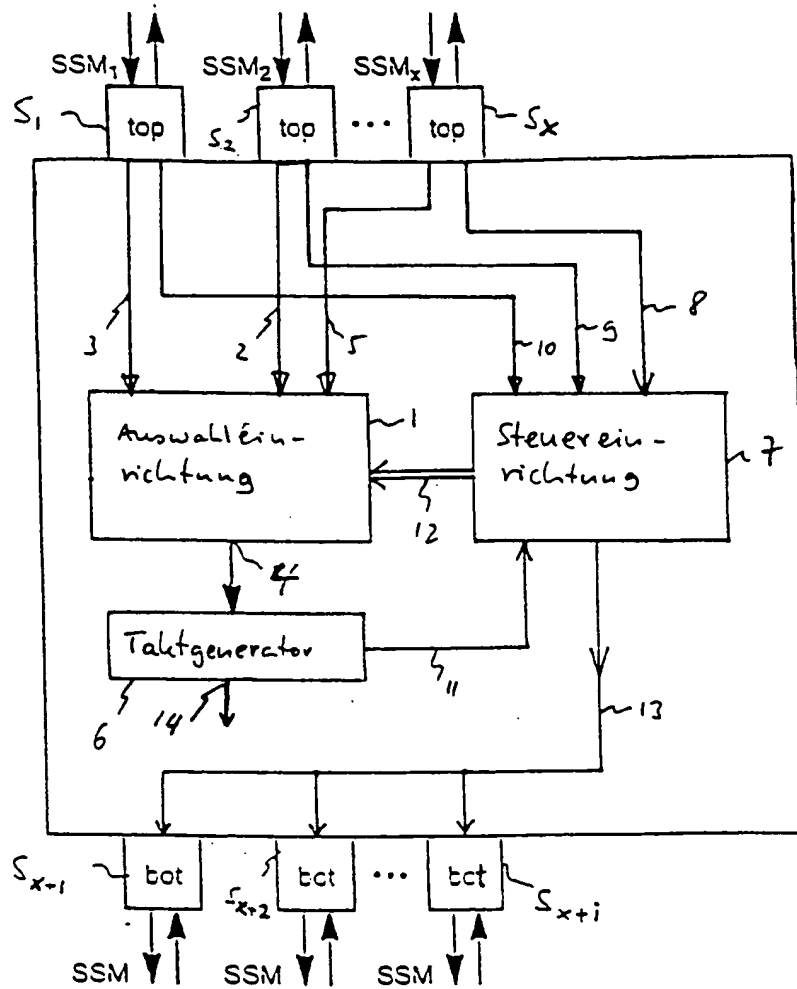 SSM₁ SSM₂ SSMₓ
S₁ top S₂ top ... top Sₓ
3 2 5 10 9 8
Auswahlein-
richtung
1
Steuerein-
richtung
7
12
4
Taktgenerator
11
6 14 13
Sₓ₊₁ bot Sₓ₊₂ bct ... bct Sₓ₊ᵢ
SSM SSM SSM